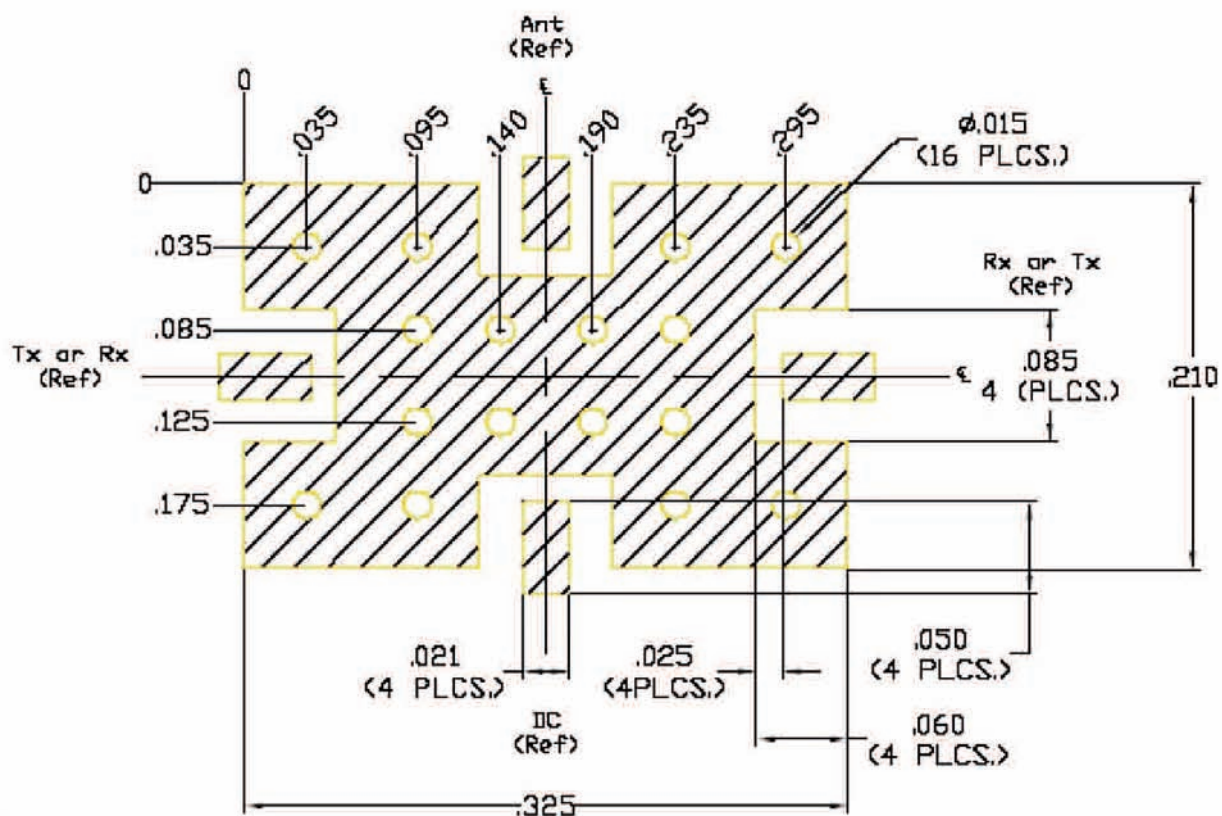 Ant
(Ref)
℄
0
.035
.095
.140
.190
.235
.295
Ø.015
(16 PLCS.)
0
.035
.085
.125
.175
Tx or Rx
(Ref)
Rx or Tx
(Ref)
℄
.085
4 (PLCS.)
.210
.021
(4 PLCS.)
.025
(4PLCS.)
.050
(4 PLCS.)
.060
(4 PLCS.)
DC
(Ref)
.325